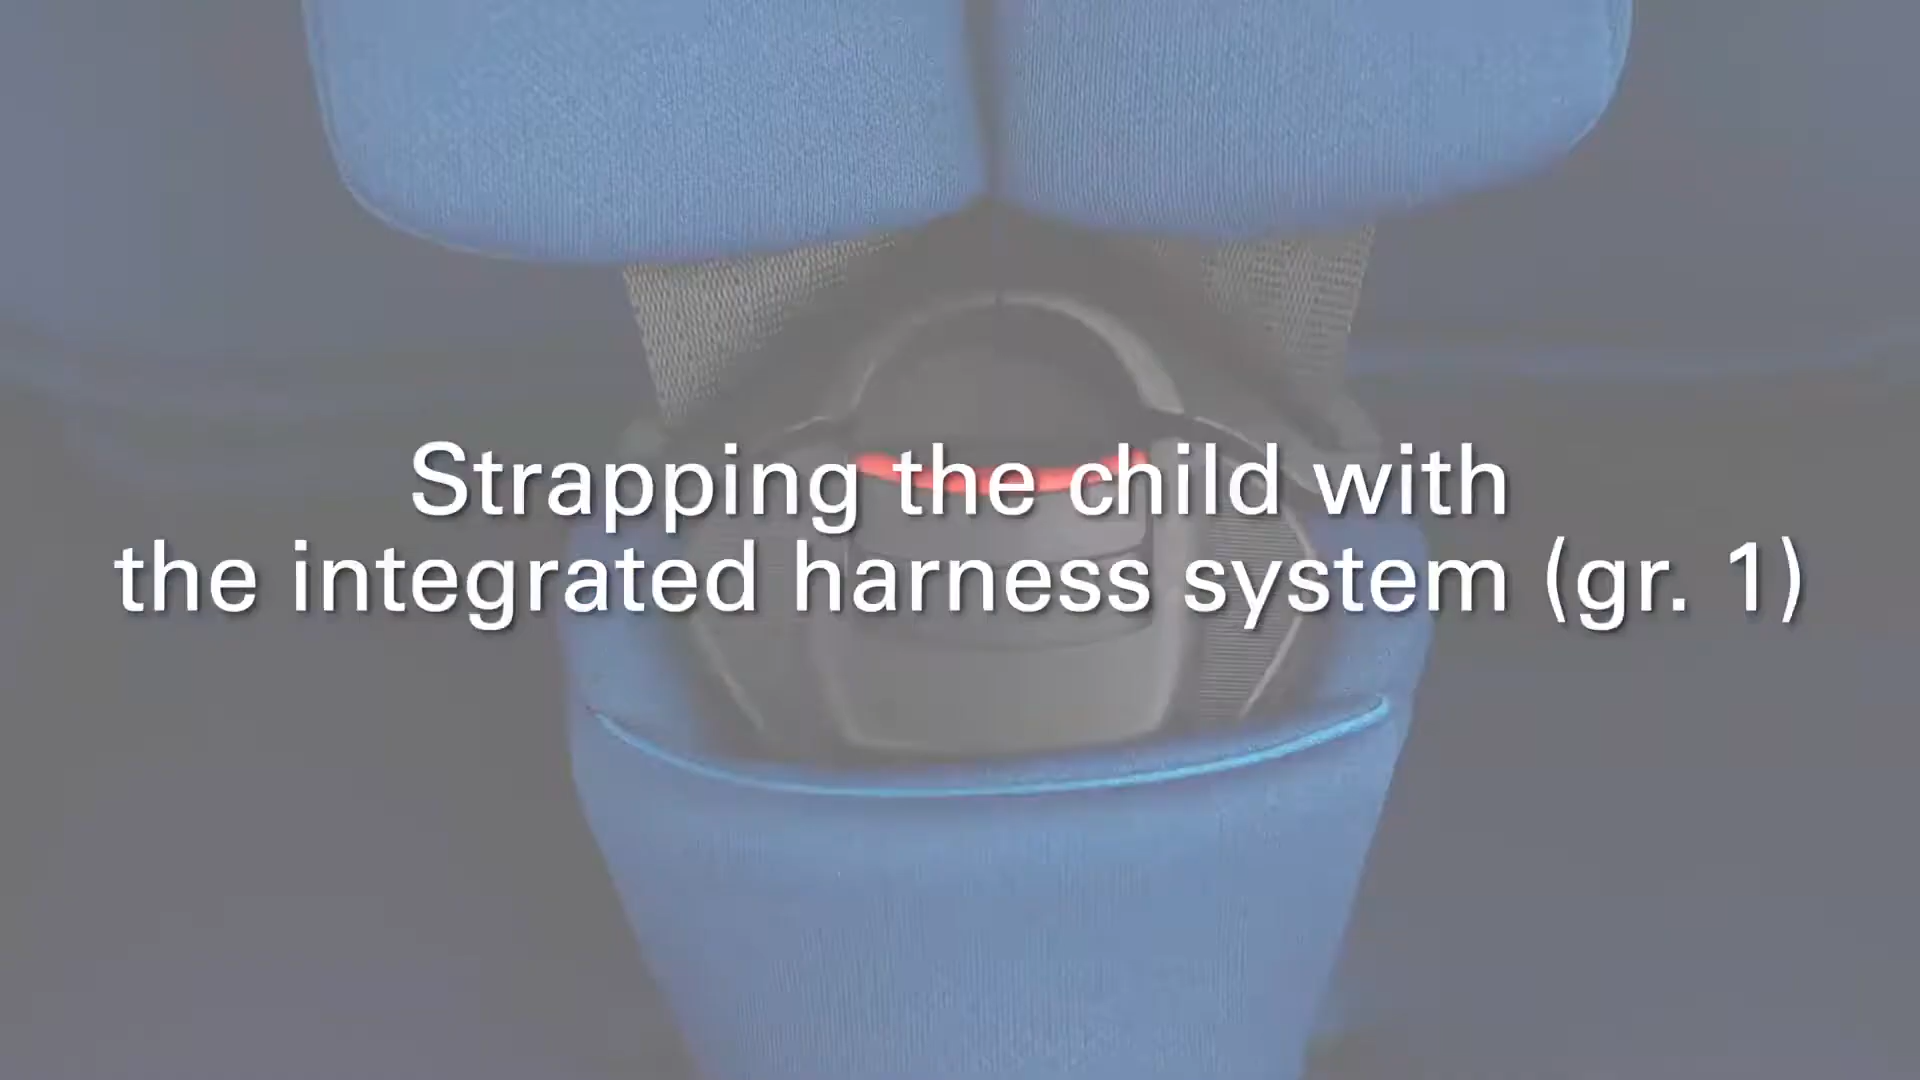 Strapping the child with
the integrated harness system (gr. 1)